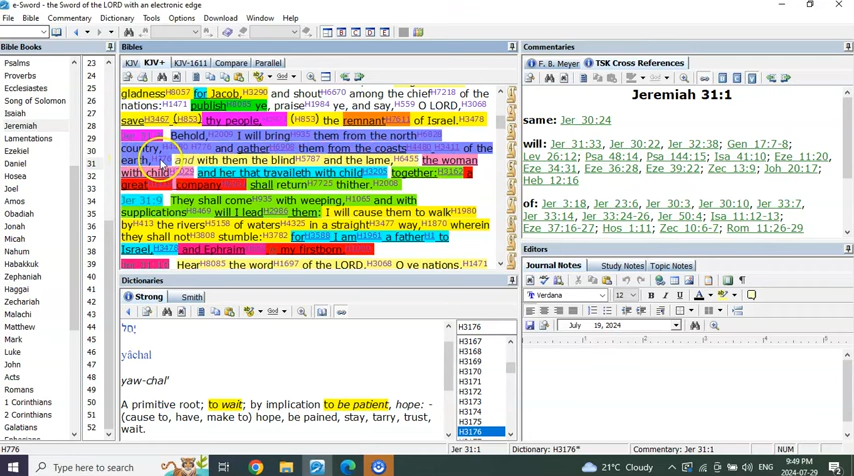 e-Sword - the Sword of the LORD with an electronic edge
File Bible Commentary Dictionary Tools Options Download Window Help
Bible Books
Psalms
Proverbs
Ecclesiastes
Song of Solomon
Isaiah
Jeremiah
Lamentations
Ezekiel
Daniel
Hosea
Joel
Amos
Obadiah
Jonah
Micah
Nahum
Habakkuk
Zephaniah
Haggai
Zechariah
Malachi
Matthew
Mark
Luke
John
Acts
Romans
1 Corinthians
2 Corinthians
Galatians
23
24
25
26
27
28
29
30
31
32
33
34
35
36
37
38
39
40
41
42
43
44
45
46
47
48
49
50
51
52
Bibles
KJV KJV+ KJV-1611 Compare Parallel
gladness H8057 for Jacob, H3290 and shout H6670 among the chief H7218 of the
nations: H1471 publish H8085 ye, praise H1984 ye, and say, O LORD, H3068
save H3467 (H853) thy people, (H853) the remnant H7611 of Israel. H3478
Behold, H2009 I will bring H935 them from the north H6828
country, H776 and gather H6908 them from the coasts H3411 of the
earth, and with them the blind H5787 and the lame, H6455 the woman
with child H2029 and her that travaileth with child H3205 together: H3162 a
great company shall return H7725 thither. H2008
Jer 31:9 They shall come H935 with weeping, H1065 and with
supplications H8469 will I lead H2986 them: I will cause them to walk H1980
by the rivers H5158 of waters H4325 in a straight H3477 way, H1870 wherein
they shall not stumble: H3782 for H3588 I am H1961 a father H1 to
Israel, H3478 and Ephraim my firstborn.
Hear H8085 the word H1697 of the LORD, H3068 O ye nations, H1471
Dictionaries
Strong Smith
יחל
yâchal
yaw-chal'
A primitive root; to wait; by implication to be patient, hope: -
(cause to, have, make to) hope, be pained, stay, tarry, trust,
wait.
H3176
H3167
H3168
H3169
H3170
H3171
H3172
H3173
H3174
H3175
H3176
Commentaries
F. B. Meyer TSK Cross References
Jeremiah 31:1
same: Jer 30:24
will: Jer 31:33, Jer 30:22, Jer 32:38; Gen 17:7-8;
Lev 26:12; Psa 48:14, Psa 144:15; Isa 41:10; Eze 11:20,
Eze 34:31, Eze 36:28, Eze 39:22; Zec 13:9; Joh 20:17;
Heb 12:16
of: Jer 3:18, Jer 23:6, Jer 30:3, Jer 30:10, Jer 33:7,
Jer 33:14, Jer 33:24-26, Jer 50:4; Isa 11:12-13;
Eze 37:16-27; Hos 1:11; Zec 10:6-7; Rom 11:26-29
Editors
Journal Notes Study Notes Topic Notes
Verdana 12
July 19, 2024
H776
Jer 31:1 Dictionary: H3176* Commentary: Jer 31:1 NUM
Type here to search
21°C Cloudy
ENG
9:49 PM
2024-07-29